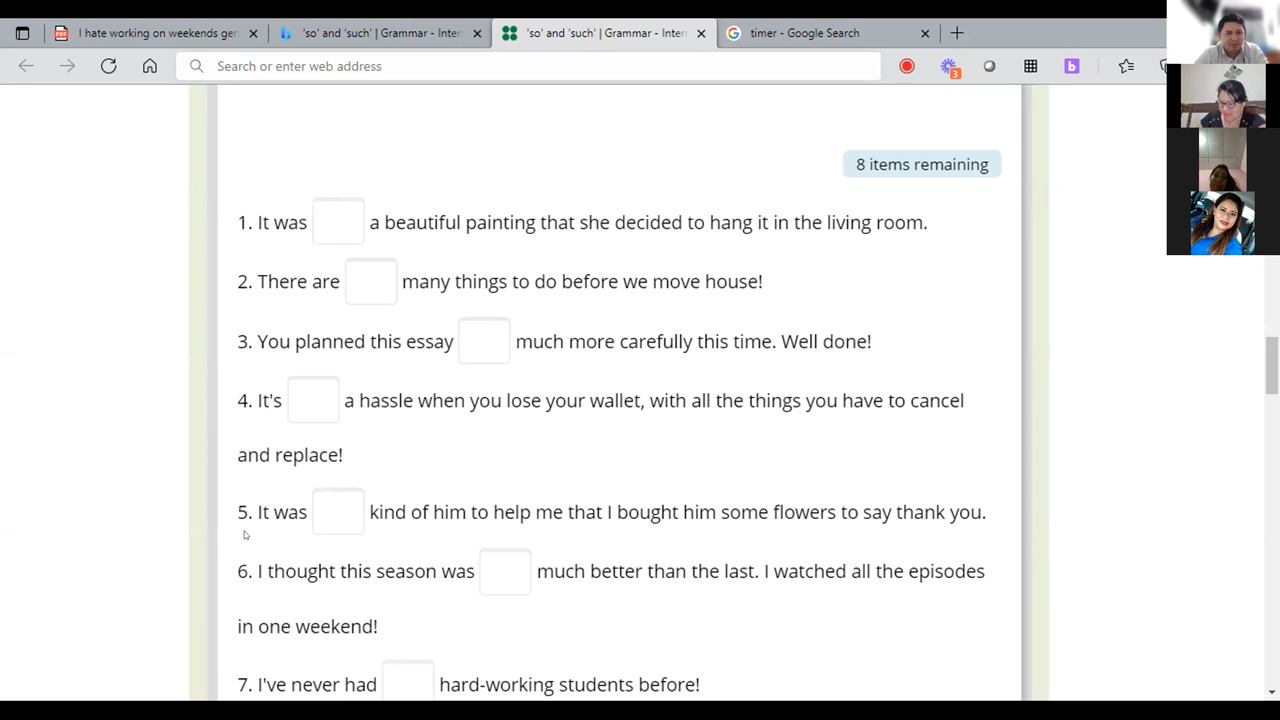 I hate working on weekends ger
'so' and 'such' | Grammar - Inter
'so' and 'such' | Grammar - Inter
timer - Google Search
Search or enter web address
3
b
8 items remaining
1. It was a beautiful painting that she decided to hang it in the living room.
2. There are many things to do before we move house!
3. You planned this essay much more carefully this time. Well done!
4. It's a hassle when you lose your wallet, with all the things you have to cancel
and replace!
5. It was kind of him to help me that I bought him some flowers to say thank you.
6. I thought this season was much better than the last. I watched all the episodes
in one weekend!
7. I've never had hard-working students before!